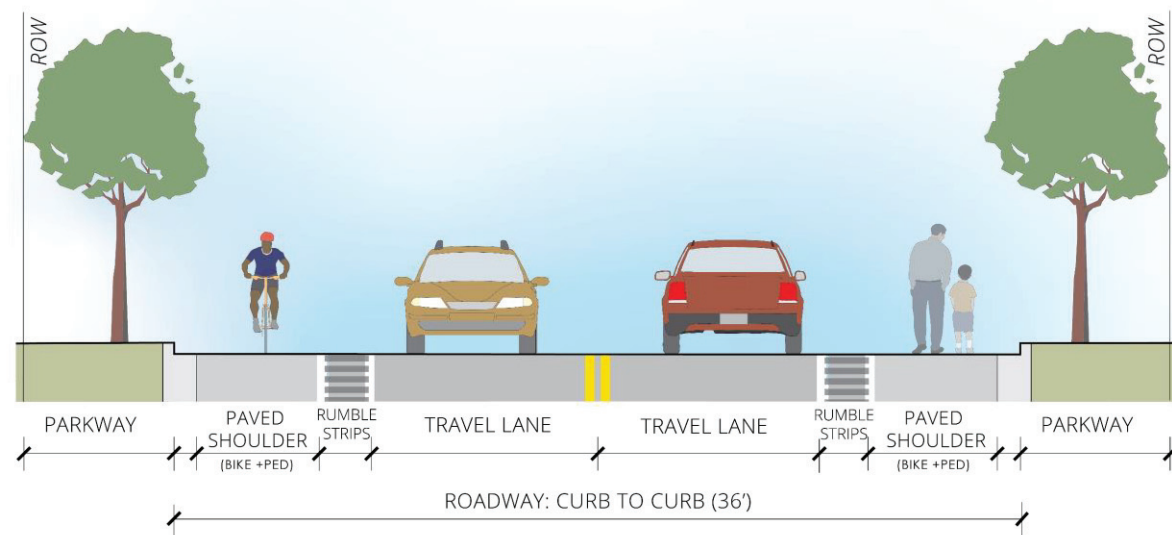 ROW
ROW
PARKWAY
PAVED
SHOULDER
(BIKE +PED)
RUMBLE
STRIPS
TRAVEL LANE
TRAVEL LANE
RUMBLE
STRIPS
PAVED
SHOULDER
(BIKE +PED)
PARKWAY
ROADWAY: CURB TO CURB (36')